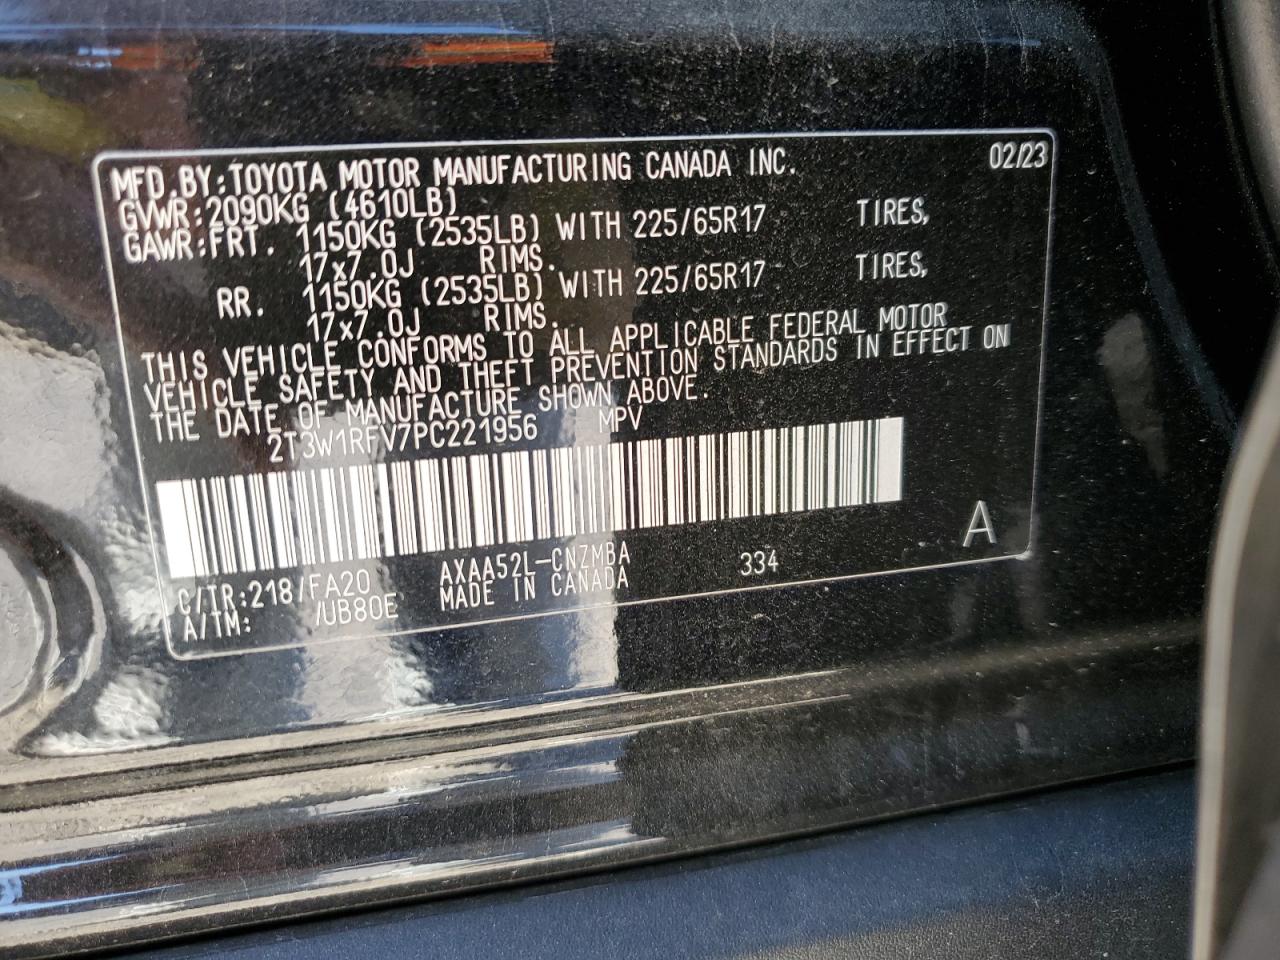 MFD.BY:TOYOTA MOTOR MANUFACTURING CANADA INC. 02/23
GVWR:2090KG (4610LB)
GAWR:FRT. 1150KG (2535LB) WITH 225/65R17 TIRES,
17x7.0J RIMS.
RR. 1150KG (2535LB) WITH 225/65R17 TIRES,
17x7.0J RIMS.
THIS VEHICLE CONFORMS TO ALL APPLICABLE FEDERAL MOTOR
VEHICLE SAFETY AND THEFT PREVENTION STANDARDS IN EFFECT ON
THE DATE OF MANUFACTURE SHOWN ABOVE.
2T3W1RFV7PC221956 MPV
C/TR:218/FA20 AXAA52L-CNZMBA 334 A
A/TM: /UB80E MADE IN CANADA